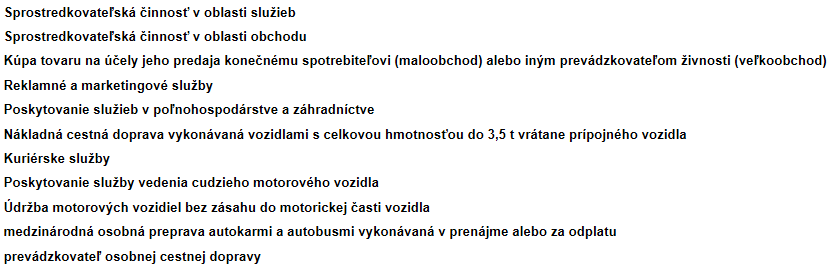 Sprostredkovateľská činnosť v oblasti služieb
Sprostredkovateľská činnosť v oblasti obchodu
Kúpa tovaru na účely jeho predaja konečnému spotrebiteľovi (maloobchod) alebo iným prevádzkovateľom živnosti (veľkoobchod)
Reklamné a marketingové služby
Poskytovanie služieb v poľnohospodárstve a záhradníctve
Nákladná cestná doprava vykonávaná vozidlami s celkovou hmotnosťou do 3,5 t vrátane prípojného vozidla
Kuriérske služby
Poskytovanie služby vedenia cudzieho motorového vozidla
Údržba motorových vozidiel bez zásahu do motorickej časti vozidla
medzinárodná osobná preprava autokarmi a autobusmi vykonávaná v prenájme alebo za odplatu
prevádzkovateľ osobnej cestnej dopravy